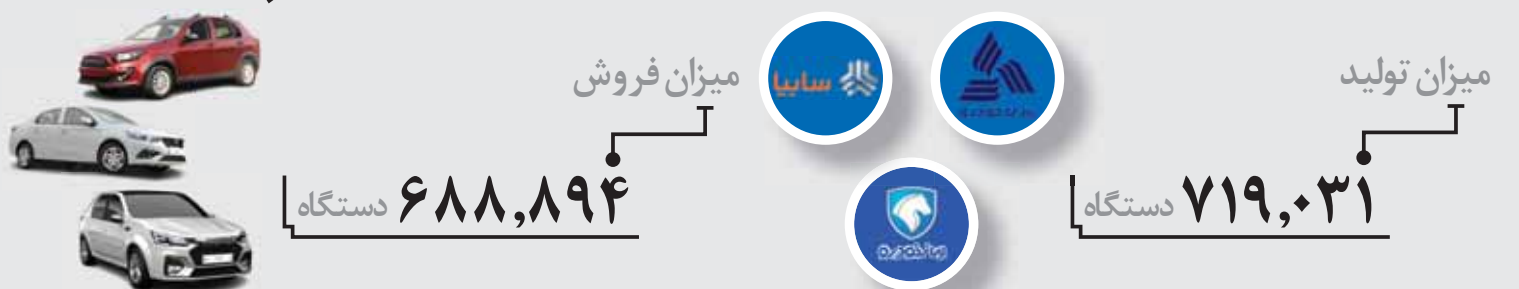 میزان تولید
۷۱۹,۰۳۱ دستگاه
سایپا
میزان فروش
۶۸۸,۸۹۴ دستگاه